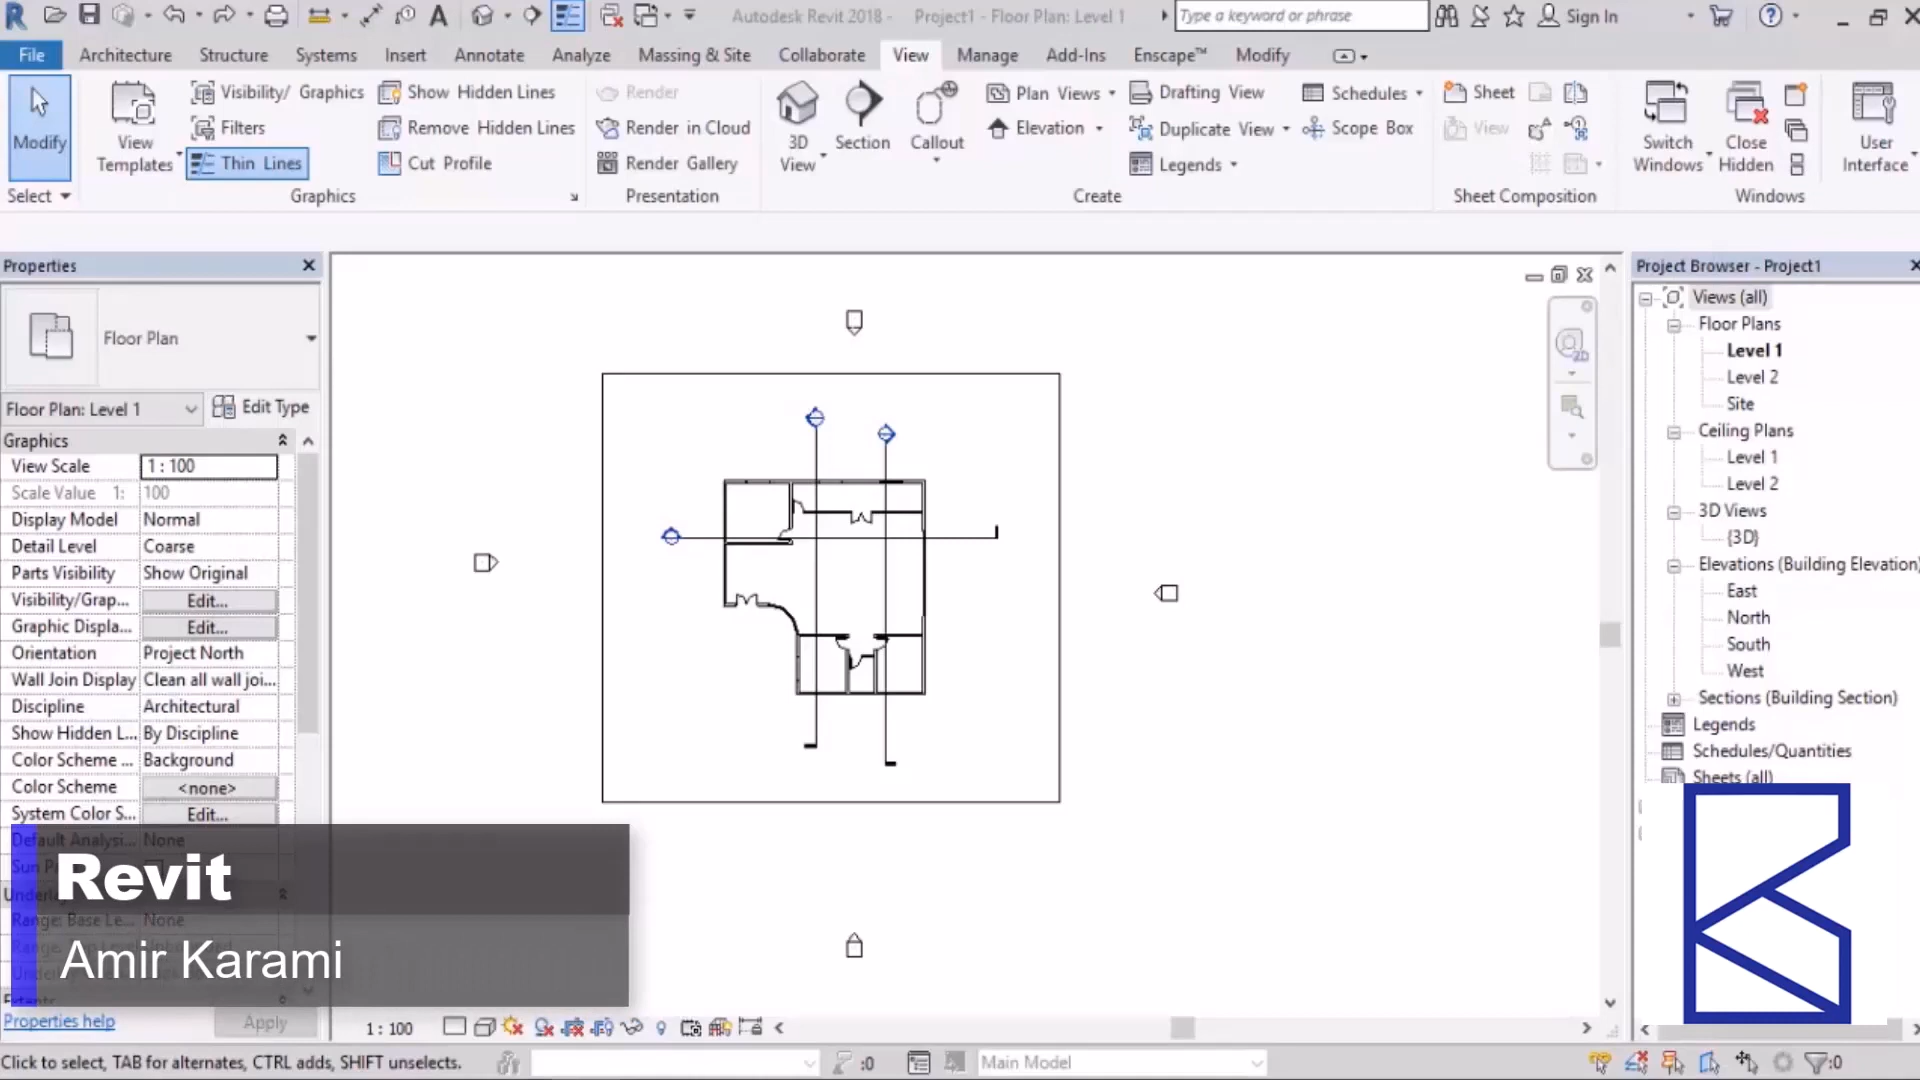 Autodesk Revit 2018 - Project1 - Floor Plan: Level 1
Type a keyword or phrase
Sign In
File Architecture Structure Systems Insert Annotate Analyze Massing & Site Collaborate View Manage Add-Ins Enscape™ Modify
Modify
View Templates
Visibility/ Graphics
Filters
Thin Lines
Show Hidden Lines
Remove Hidden Lines
Cut Profile
Render
Render in Cloud
Render Gallery
3D View
Section
Callout
Plan Views
Elevation
Drafting View
Duplicate View
Legends
Schedules
Scope Box
Sheet
View
Switch Windows
Close Hidden
User Interface
Select
Graphics
Presentation
Create
Sheet Composition
Windows
Properties
Floor Plan
Floor Plan: Level 1
Edit Type
Graphics
View Scale 1 : 100
Scale Value 1: 100
Display Model Normal
Detail Level Coarse
Parts Visibility Show Original
Visibility/Grap... Edit...
Graphic Displa... Edit...
Orientation Project North
Wall Join Display Clean all wall joi...
Discipline Architectural
Show Hidden L... By Discipline
Color Scheme ... Background
Color Scheme <none>
System Color S... Edit...
Default Analysi... None
Range: Base Le... None
Properties help
Apply
Revit
Amir Karami
2D
1 : 100
Project Browser - Project1
Views (all)
Floor Plans
Level 1
Level 2
Site
Ceiling Plans
Level 1
Level 2
3D Views
{3D}
Elevations (Building Elevation)
East
North
South
West
Sections (Building Section)
Legends
Schedules/Quantities
Sheets (all)
Click to select, TAB for alternates, CTRL adds, SHIFT unselects.
:0
Main Model
:0